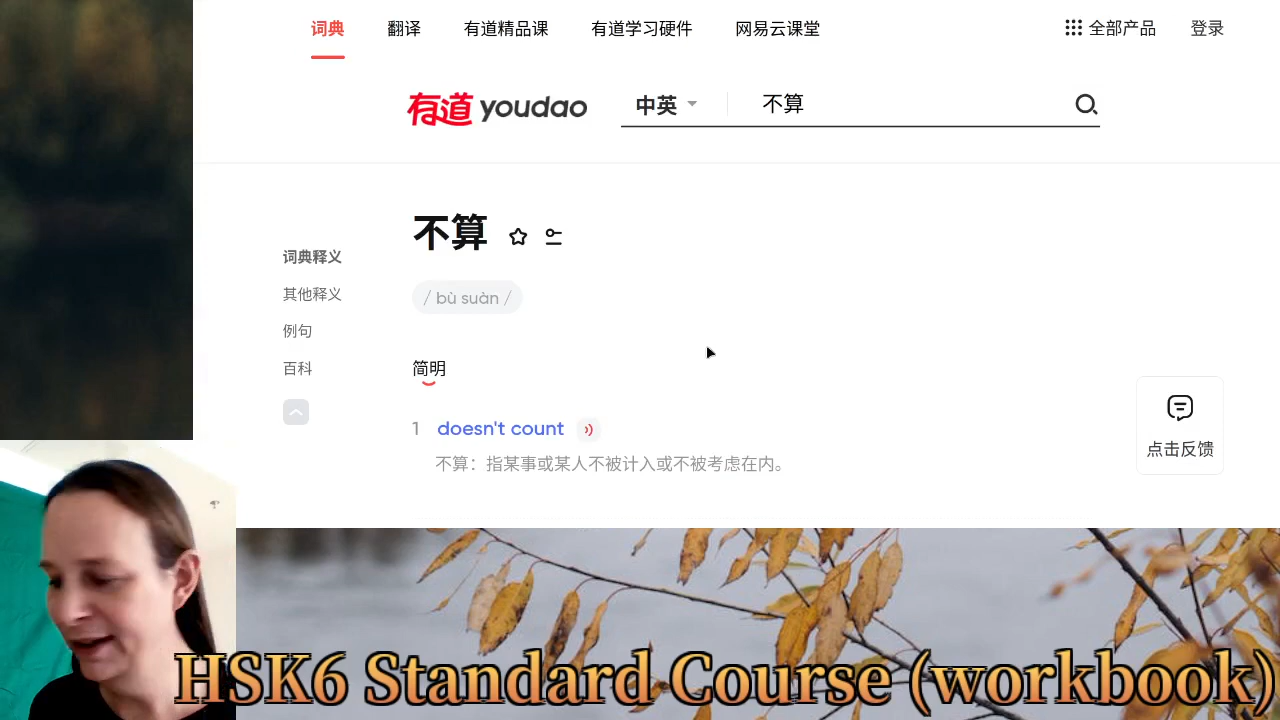 词典 翻译 有道精品课 有道学习硬件 网易云课堂 全部产品 登录
有道 youdao 中英 不算
不算
词典释义
其他释义
例句
百科
/ bù suàn /
简明
1 doesn't count
不算：指某事或某人不被计入或不被考虑在内。
点击反馈
HSK6 Standard Course (workbook)